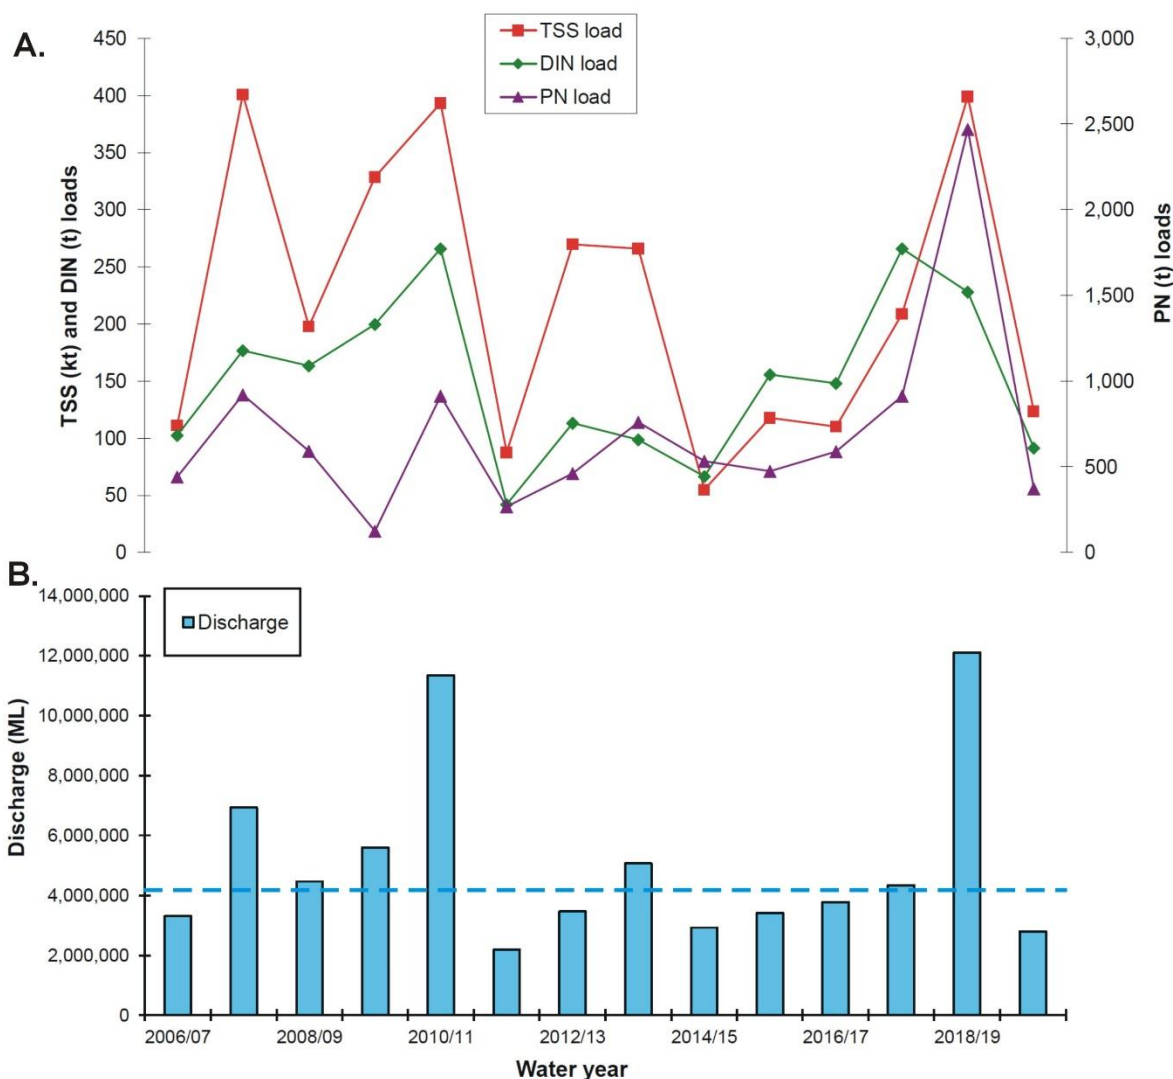 A.
TSS load
DIN load
PN load
450
400
350
300
250
200
150
100
50
0
TSS (kt) and DIN (t) loads
3,000
2,500
2,000
1,500
1,000
500
0
PN (t) loads
B.
Discharge
14,000,000
12,000,000
10,000,000
8,000,000
6,000,000
4,000,000
2,000,000
0
Discharge (ML)
2006/07 2008/09 2010/11 2012/13 2014/15 2016/17 2018/19
Water year